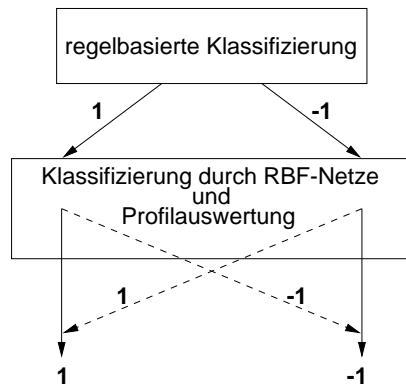 regelbasierte Klassifizierung
1
-1
Klassifizierung durch RBF-Netze
und
Profilauswertung
1
-1
1
-1